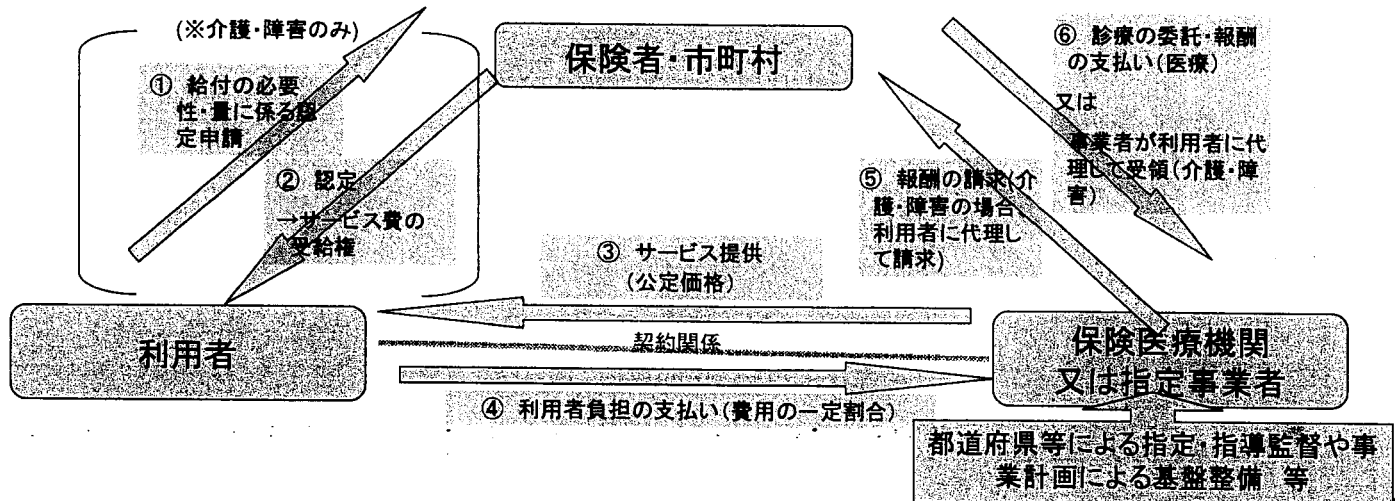 (※介護・障害のみ)
① 給付の必要
性・量に係る認
定申請
保険者・市町村
② 認定
→サービス費の
受給権
⑥ 診療の委託・報酬
の支払い(医療)
又は
事業者が利用者に代
理して受領(介護・障
害)
⑤ 報酬の請求(介
護・障害の場合、
利用者に代理し
て請求)
③ サービス提供
(公定価格)
利用者
契約関係
保険医療機関
又は指定事業者
④ 利用者負担の支払い(費用の一定割合)
都道府県等による指定・指導監督や事
業計画による基盤整備 等